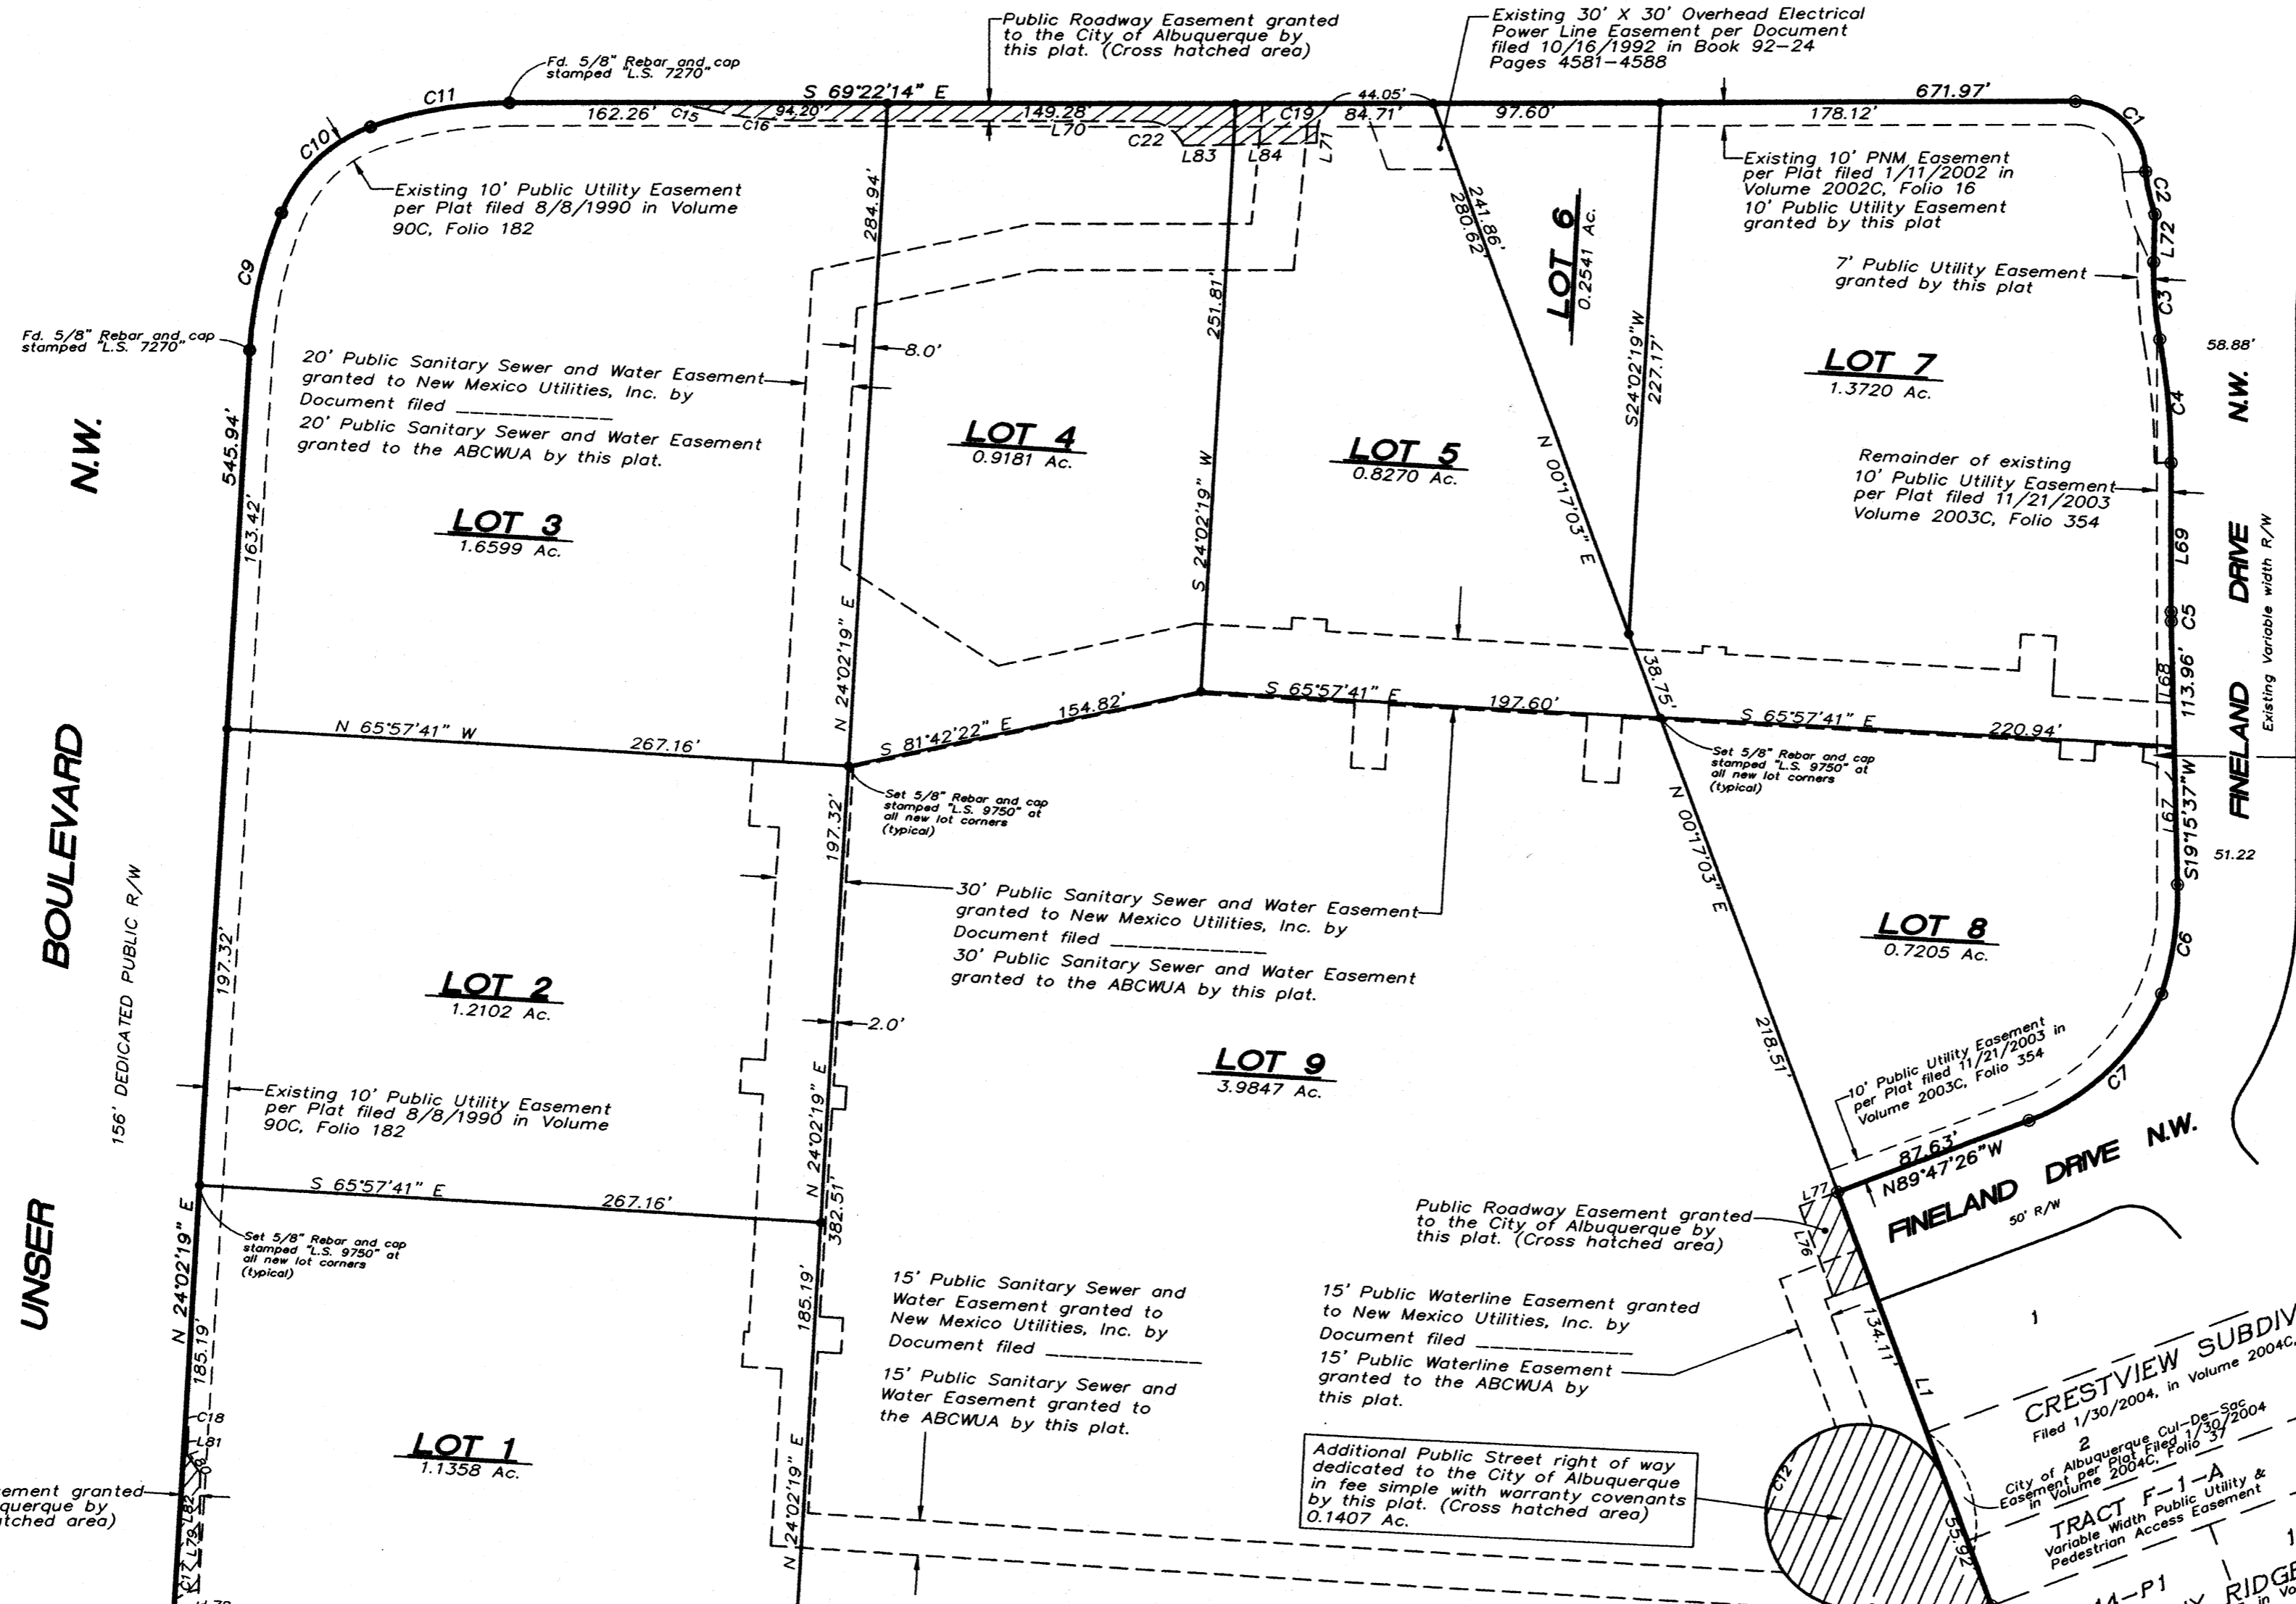 Public Roadway Easement granted
to the City of Albuquerque by
this plat. (Cross hatched area)
Existing 30' X 30' Overhead Electrical
Power Line Easement per Document
filed 10/16/1992 in Book 92-24
Pages 4581-4588
Fd. 5/8" Rebar and cap
stamped "L.S. 7270"
C11
S 69°22'14" E
44.05'
671.97'
C1
C10
162.26'
C15
94.20'
C16
149.28'
L70
C19
84.71'
97.60'
178.12'
C22
L83
L84
L71
Existing 10' Public Utility Easement
per Plat filed 8/8/1990 in Volume
90C, Folio 182
Existing 10' PNM Easement
per Plat filed 1/11/2002 in
Volume 2002C, Folio 16
10' Public Utility Easement
granted by this plat
C2
L72
284.94'
241.86'
280.62'
LOT 6
0.2541 Ac.
C9
7' Public Utility Easement
granted by this plat
C3
Fd. 5/8" Rebar and cap
stamped "L.S. 7270"
251.81'
S24°02'19"W
227.17'
58.88'
20' Public Sanitary Sewer and Water Easement
granted to New Mexico Utilities, Inc. by
Document filed ____________
20' Public Sanitary Sewer and Water Easement
granted to the ABCWUA by this plat.
8.0'
LOT 7
1.3720 Ac.
C4
N.W.
N.W.
545.94'
LOT 4
0.9181 Ac.
LOT 5
0.8270 Ac.
Remainder of existing
10' Public Utility Easement
per Plat filed 11/21/2003
Volume 2003C, Folio 354
163.42'
LOT 3
1.6599 Ac.
S 24°02'19" W
N 00°17'03" E
L69
DRIVE
Existing Variable width R/W
C5
N 24°02'19" E
38.75'
L68
113.96'
FINELAND
N 65°57'41" W
267.16'
S 81°42'22" E
154.82'
S 65°57'41" E
197.60'
S 65°57'41" E
220.94'
Set 5/8" Rebar and cap
stamped "L.S. 9750" at
all new lot corners
(typical)
Set 5/8" Rebar and cap
stamped "L.S. 9750" at
all new lot corners
(typical)
L67
S19°15'37"W
51.22
BOULEVARD
156' DEDICATED PUBLIC R/W
197.32'
N 00°17'03" E
30' Public Sanitary Sewer and Water Easement
granted to New Mexico Utilities, Inc. by
Document filed ____________
30' Public Sanitary Sewer and Water Easement
granted to the ABCWUA by this plat.
LOT 8
0.7205 Ac.
C6
197.32'
LOT 2
1.2102 Ac.
2.0'
LOT 9
3.9847 Ac.
218.51'
10' Public Utility Easement
per Plat filed 11/21/2003 in
Volume 2003C, Folio 354
C7
Existing 10' Public Utility Easement
per Plat filed 8/8/1990 in Volume
90C, Folio 182
N 24°02'19" E
382.51'
87.63'
N89°47'26"W
FINELAND DRIVE N.W.
50' R/W
S 65°57'41" E
267.16'
L77
L76
Public Roadway Easement granted
to the City of Albuquerque by
this plat. (Cross hatched area)
UNSER
N 24°02'19" E
Set 5/8" Rebar and cap
stamped "L.S. 9750" at
all new lot corners
(typical)
185.19'
185.19'
15' Public Sanitary Sewer and
Water Easement granted to
New Mexico Utilities, Inc. by
Document filed ____________
15' Public Sanitary Sewer and
Water Easement granted to
the ABCWUA by this plat.
15' Public Waterline Easement granted
to New Mexico Utilities, Inc. by
Document filed ____________
15' Public Waterline Easement
granted to the ABCWUA by
this plat.
134.11'
L1
1
CRESTVIEW SUBDIV
Filed 1/30/2004, in Volume 2004C,
2
City of Albuquerque Cul-De-Sac
Easement per Plat Filed 1/30/2004
in Volume 2004C, Folio 37
TRACT F-1-A
Variable Width Public Utility &
Pedestrian Access Easement
C18
L81
LOT 1
1.1358 Ac.
N 24°02'19" E
Additional Public Street right of way
dedicated to the City of Albuquerque
in fee simple with warranty covenants
by this plat. (Cross hatched area)
0.1407 Ac.
C12
55.92'
ement granted
querque by
tched area)
L82
L79
C17
44-P1
RIDGE